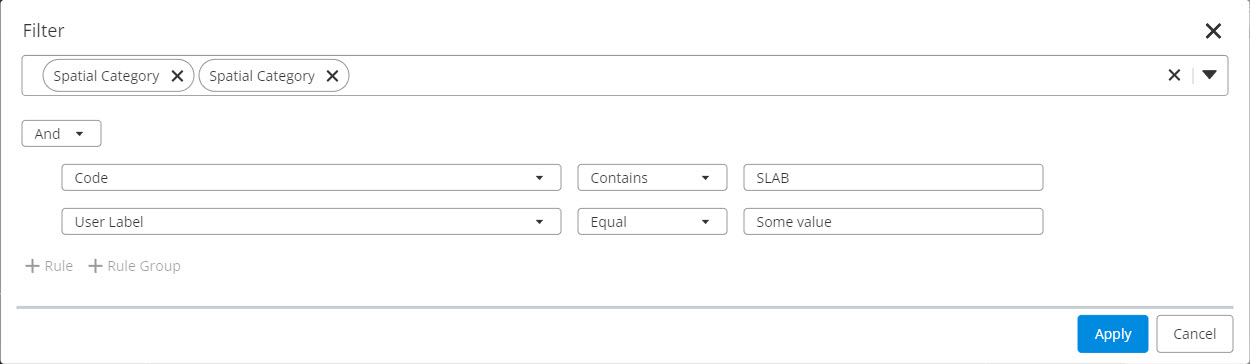 Filter
Spatial Category Spatial Category
And
Code Contains SLAB
User Label Equal Some value
+ Rule + Rule Group
Apply Cancel